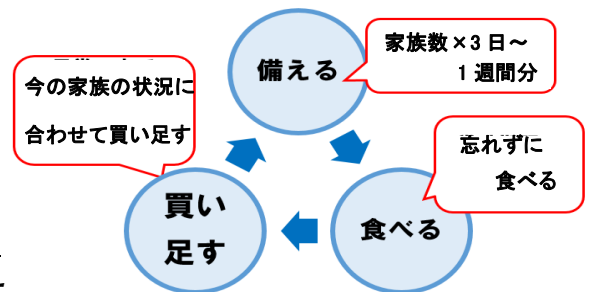 備える
家族数×3日～
1週間分
今の家族の状況に
合わせて買い足す
忘れずに
食べる
買い
足す
食べる